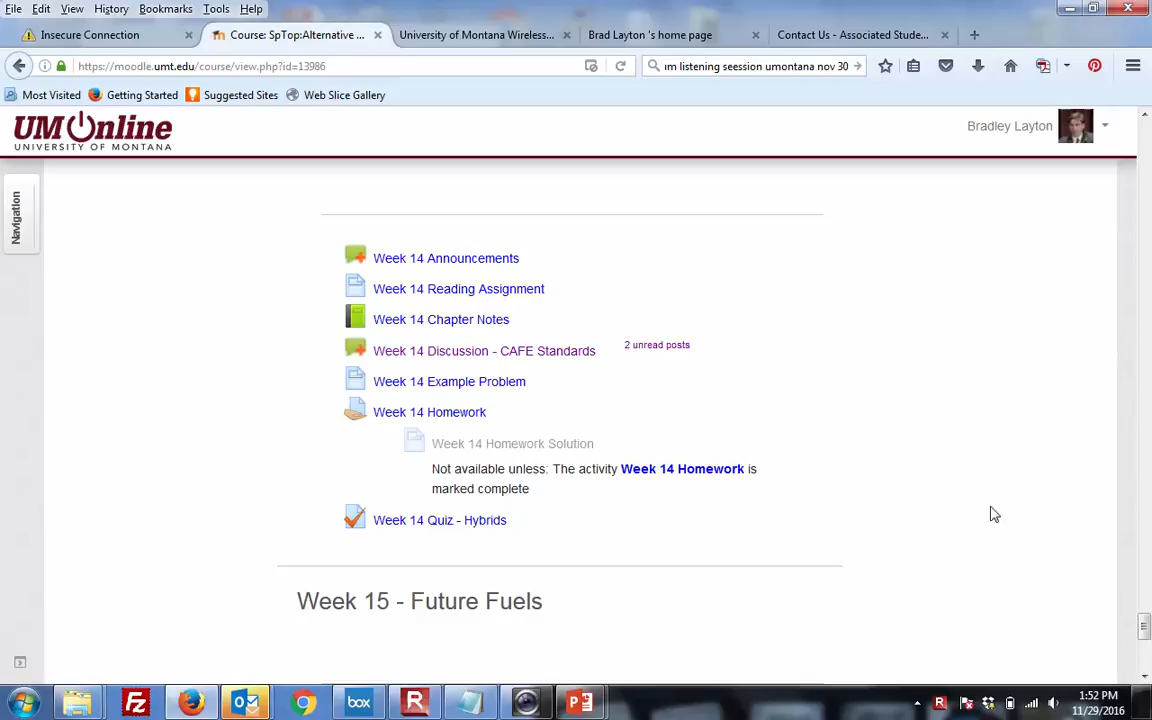 File Edit View History Bookmarks Tools Help
Insecure Connection
Course: SpTop:Alternative ...
University of Montana Wireless...
Brad Layton 's home page
Contact Us - Associated Stude...
https://moodle.umt.edu/course/view.php?id=13986
um listening seession umontana nov 30
Most Visited Getting Started Suggested Sites Web Slice Gallery
UM Online
UNIVERSITY OF MONTANA
Bradley Layton
Navigation
Week 14 Announcements
Week 14 Reading Assignment
Week 14 Chapter Notes
Week 14 Discussion - CAFE Standards 2 unread posts
Week 14 Example Problem
Week 14 Homework
Week 14 Homework Solution
Not available unless: The activity Week 14 Homework is
marked complete
Week 14 Quiz - Hybrids
Week 15 - Future Fuels
box
1:52 PM
11/29/2016